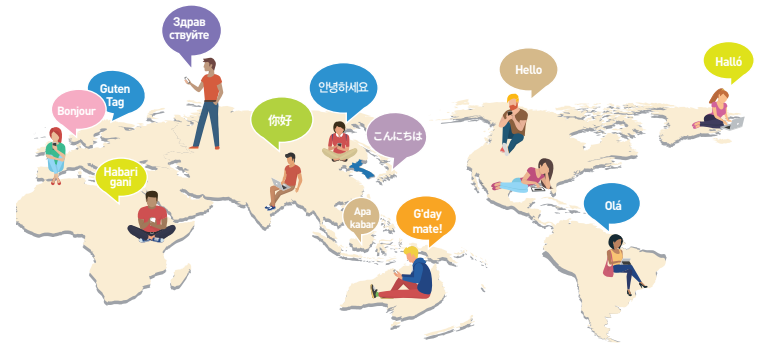 Здрав
ствуйте
Halló
Hello
Guten
Tag
Bonjour
안녕하세요
你好
こんにちは
Habari
gani
Apa
kabar
G'day
mate!
Olá